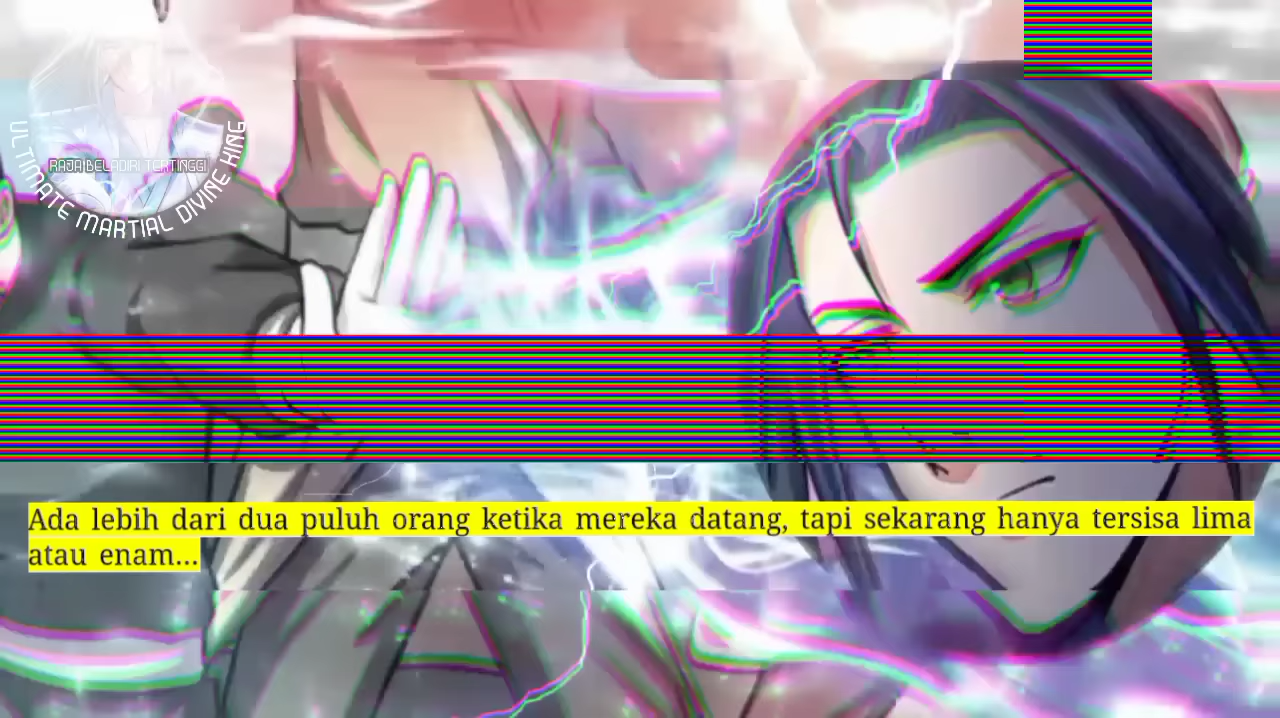 RAJA BELADIRI TERTINGGI
ULTIMATE MARTIAL DIVINE KING
Ada lebih dari dua puluh orang ketika mereka datang, tapi sekarang hanya tersisa lima
atau enam...